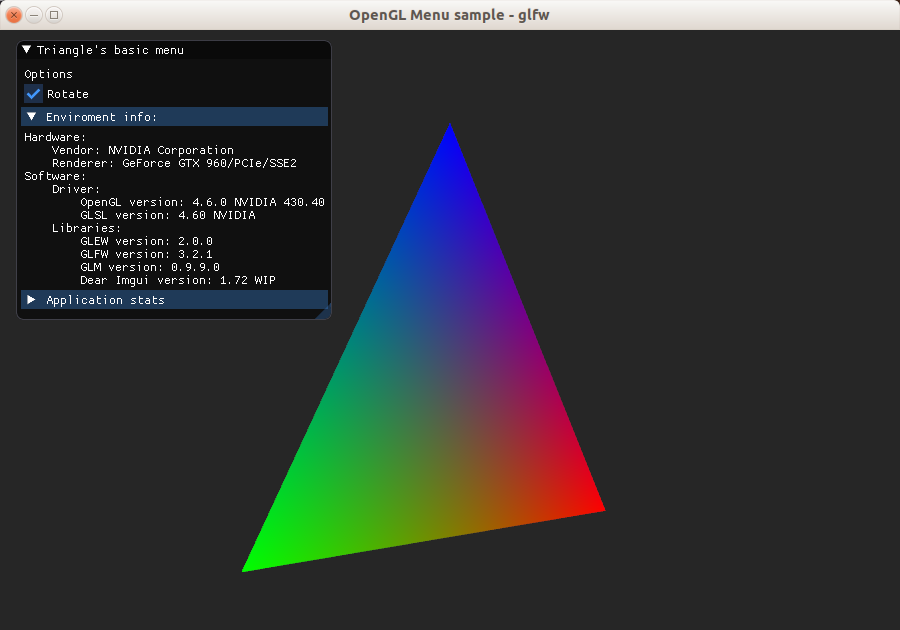 OpenGL Menu sample - glfw
Triangle's basic menu
Options
Rotate
Enviroment info:
Hardware:
Vendor: NVIDIA Corporation
Renderer: GeForce GTX 960/PCIe/SSE2
Software:
Driver:
OpenGL version: 4.6.0 NVIDIA 430.40
GLSL version: 4.60 NVIDIA
Libraries:
GLEW version: 2.0.0
GLFW version: 3.2.1
GLM version: 0.9.9.0
Dear Imgui version: 1.72 WIP
Application stats